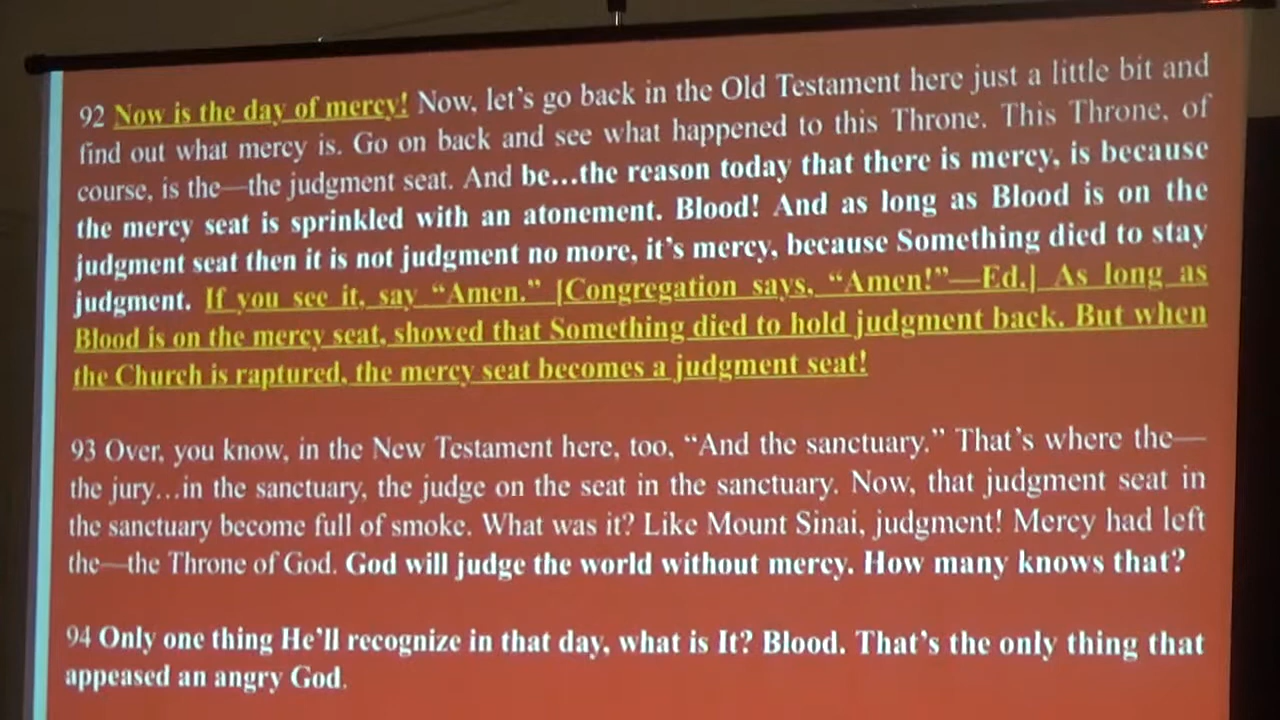 92 Now is the day of mercy! Now, let's go back in the Old Testament here just a little bit and
find out what mercy is. Go on back and see what happened to this Throne. This Throne, of
course, is the—the judgment seat. And be...the reason today that there is mercy, is because
the mercy seat is sprinkled with an atonement. Blood! And as long as Blood is on the
judgment seat then it is not judgment no more, it's mercy, because Something died to stay
judgment. If you see it, say “Amen.” [Congregation says, “Amen!”—Ed.] As long as
Blood is on the mercy seat, showed that Something died to hold judgment back. But when
the Church is raptured, the mercy seat becomes a judgment seat!
93 Over, you know, in the New Testament here, too, “And the sanctuary.” That's where the—
the jury...in the sanctuary, the judge on the seat in the sanctuary. Now, that judgment seat in
the sanctuary become full of smoke. What was it? Like Mount Sinai, judgment! Mercy had left
the—the Throne of God. God will judge the world without mercy. How many knows that?
94 Only one thing He'll recognize in that day, what is It? Blood. That's the only thing that
appeased an angry God.